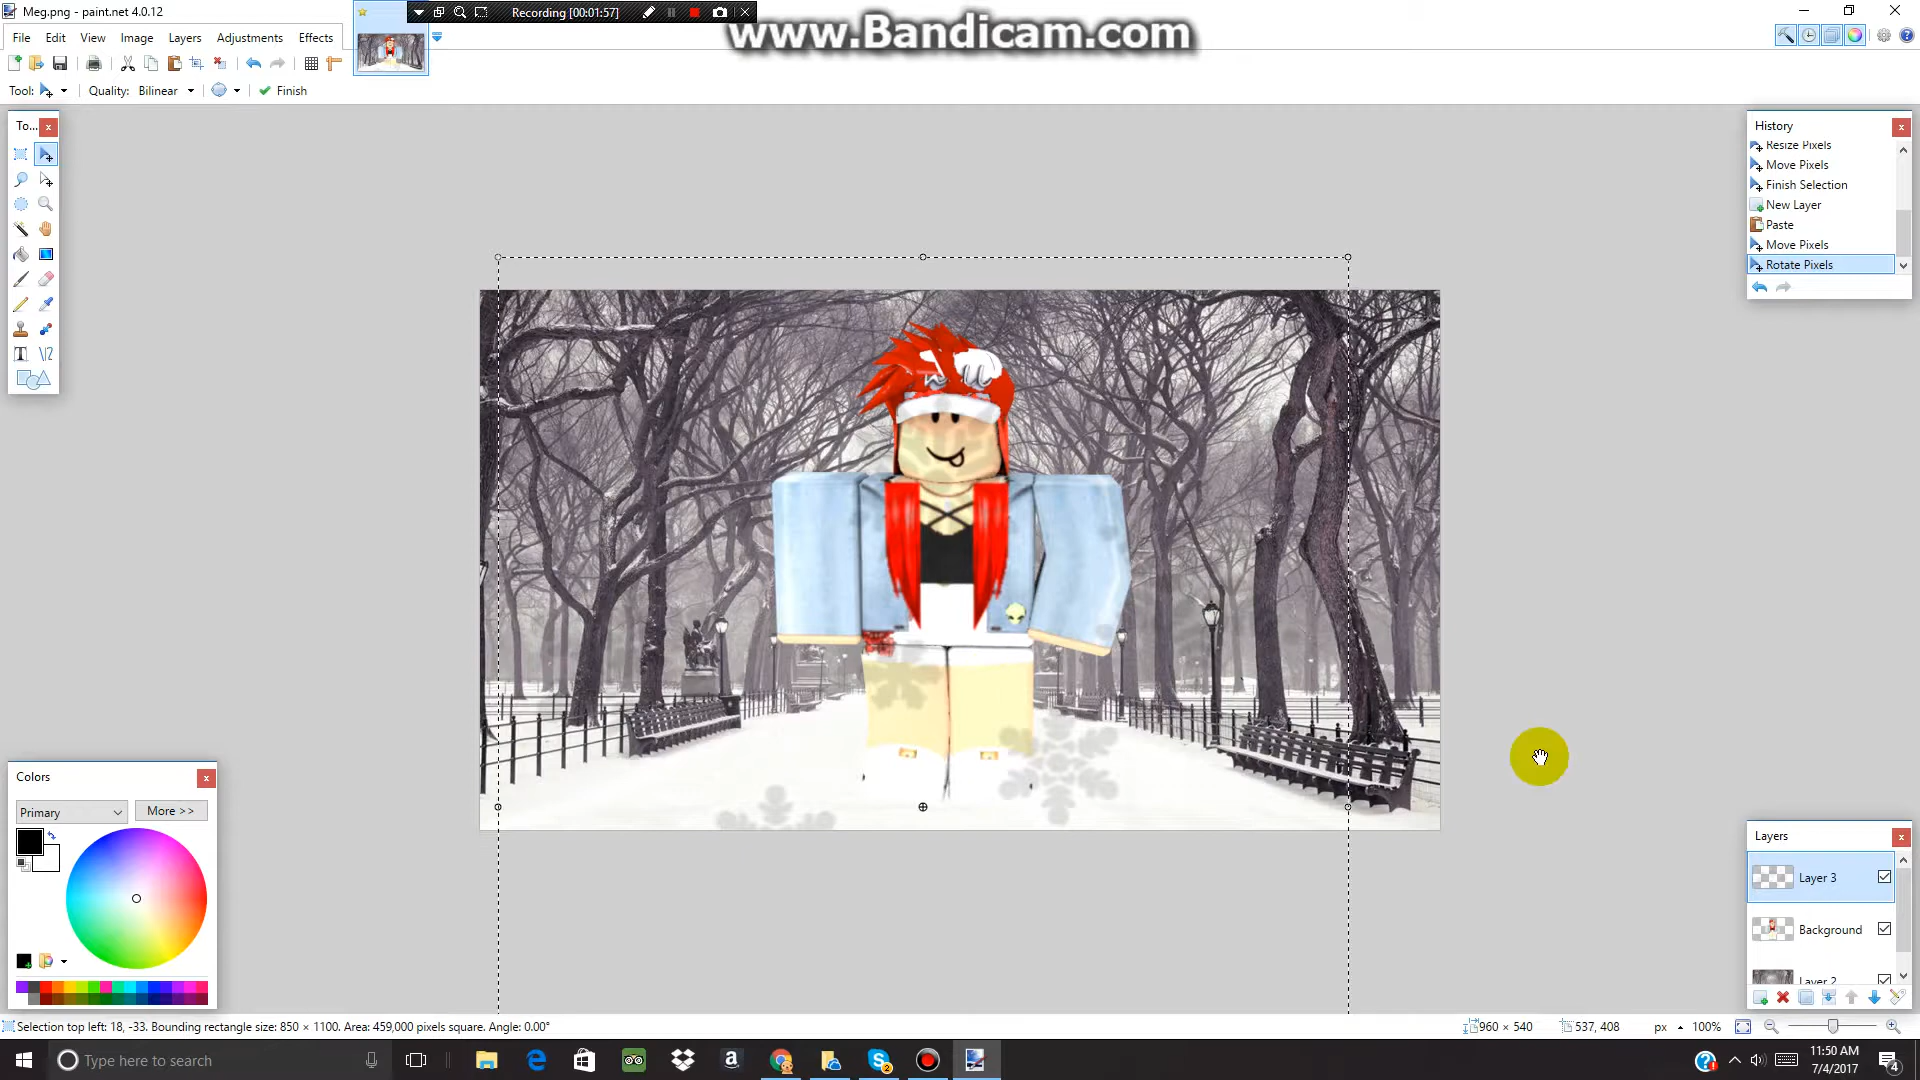 Meg.png - paint.net 4.0.12
Recording [00:01:57]
www.Bandicam.com
File Edit View Image Layers Adjustments Effects
Tool: Quality: Bilinear Finish
To...
History
Resize Pixels
Move Pixels
Finish Selection
New Layer
Paste
Move Pixels
Rotate Pixels
Colors
Primary More >>
Layers
Layer 3
Background
Layer 2
Selection top left: 18, -33. Bounding rectangle size: 850 × 1100. Area: 459,000 pixels square. Angle: 0.00°
960 × 540 537, 408 px 100%
Type here to search
11:50 AM
7/4/2017